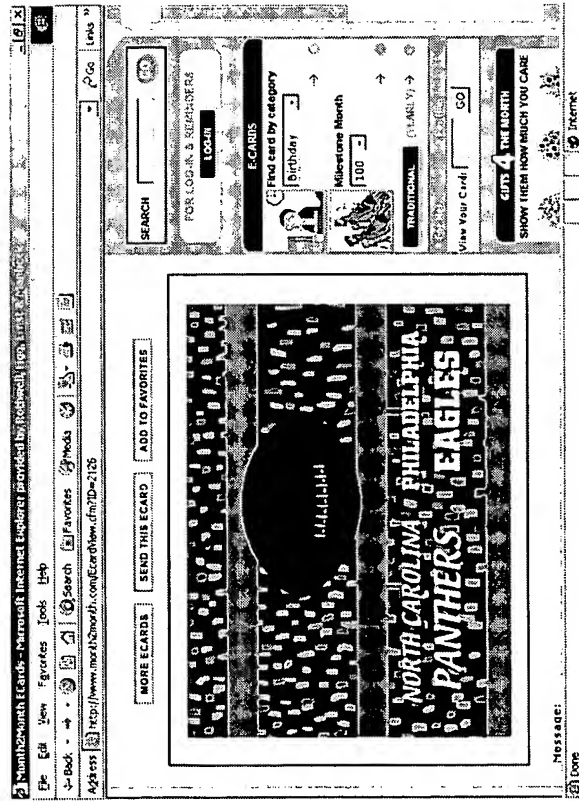 Month2Month ECards - Microsoft Internet Explorer provided by Rothwell, Figg, Ernst & Manbeck
File Edit View Favorites Tools Help
Back Search Favorites Media
Address http://www.month2month.com/EcardView.cfm?ID=2126 Go Links »
MORE ECARDS SEND THIS ECARD ADD TO FAVORITES
NORTH CAROLINA PHILADELPHIA
PANTHERS EAGLES
Message:
SEARCH GO
FOR LOG-IN & REMINDERS
LOGIN
E-CARDS
Find card by category
Birthday
Milestone Month
100
TRADITIONAL (YEARLY)
View Your Card:
GO
GIFTS 4 THE MONTH
SHOW THEM HOW MUCH YOU CARE
Done Internet